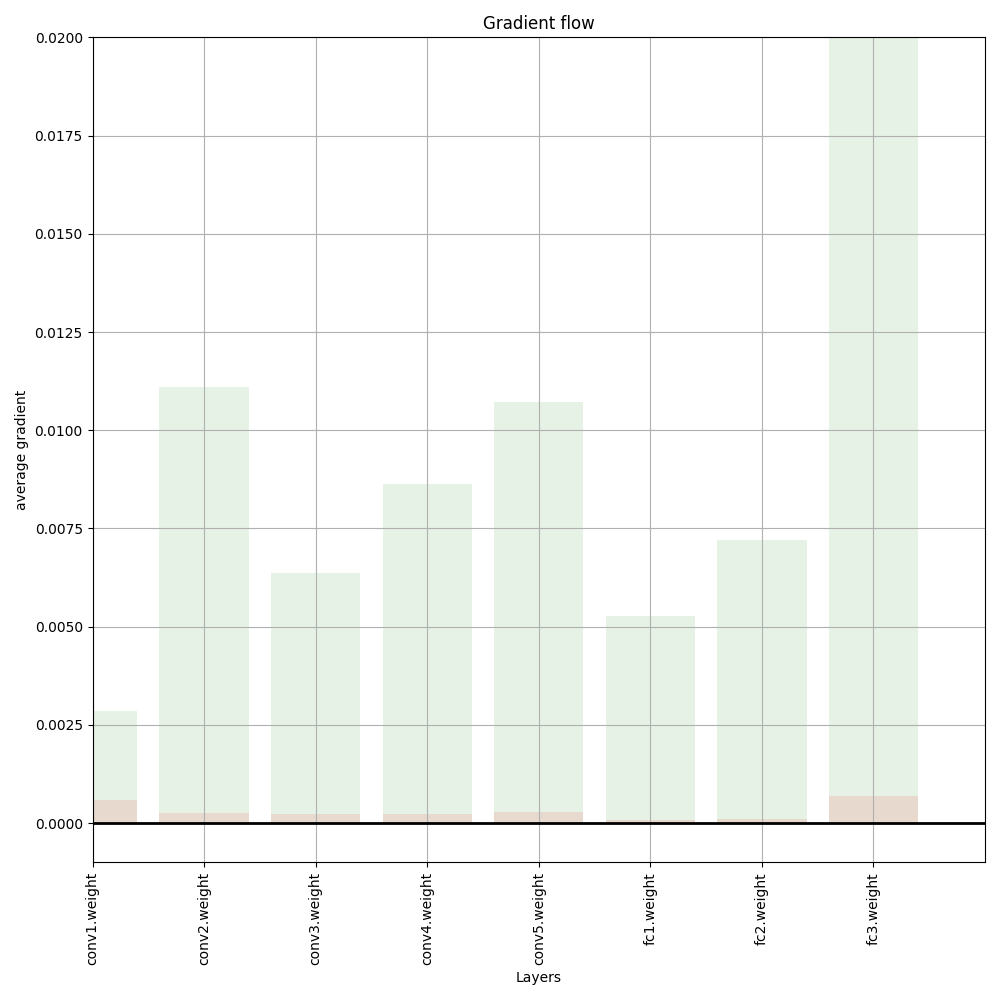 Gradient flow
0.0200
0.0175
0.0150
0.0125
0.0100
0.0075
0.0050
0.0025
0.0000
average gradient
conv1.weight
conv2.weight
conv3.weight
conv4.weight
conv5.weight
fc1.weight
fc2.weight
fc3.weight
Layers